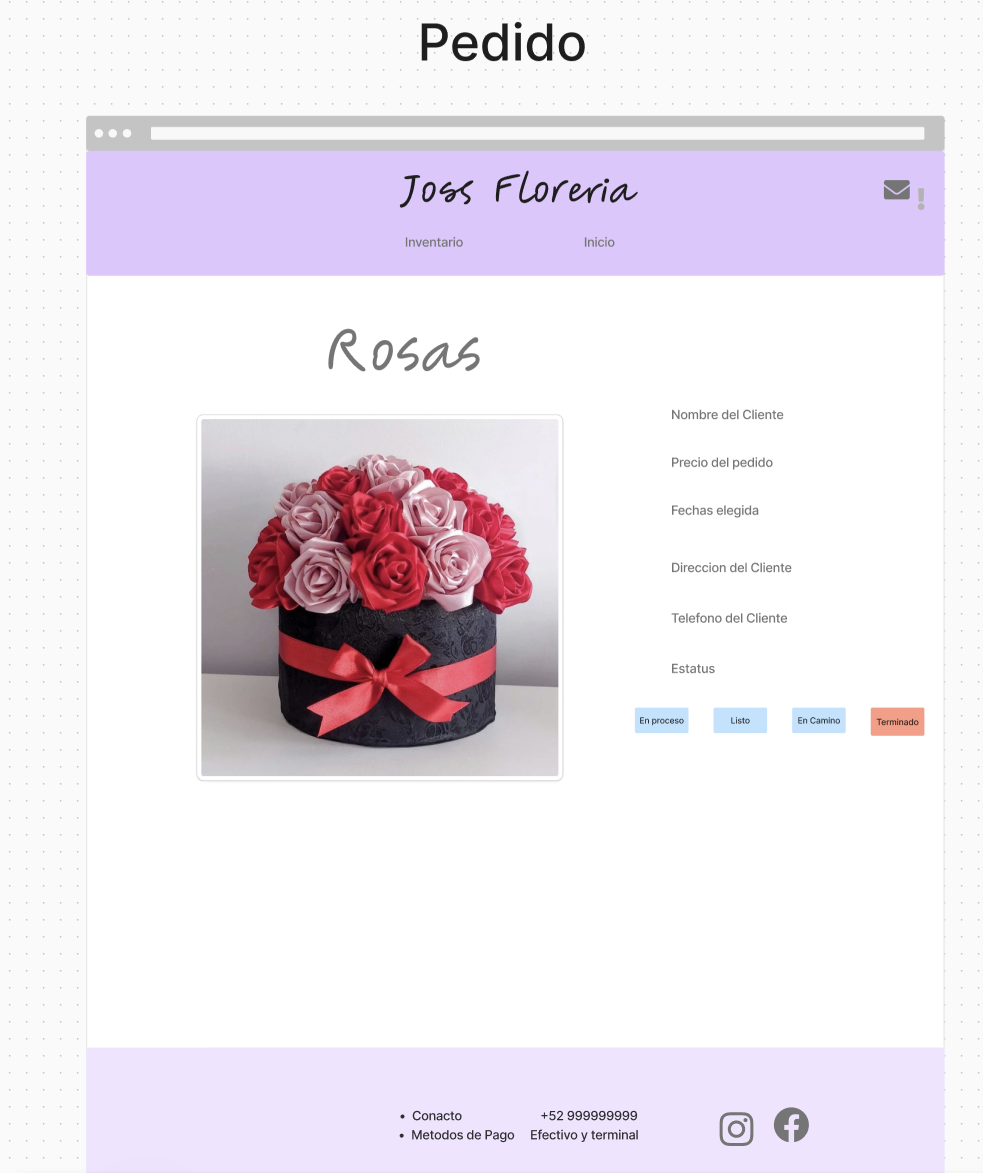 Pedido
Joss Floreria
Inventario Inicio
Rosas
Nombre del Cliente
Precio del pedido
Fechas elegida
Direccion del Cliente
Telefono del Cliente
Estatus
En proceso Listo En Camino Terminado
• Conacto +52 999999999
• Metodos de Pago Efectivo y terminal